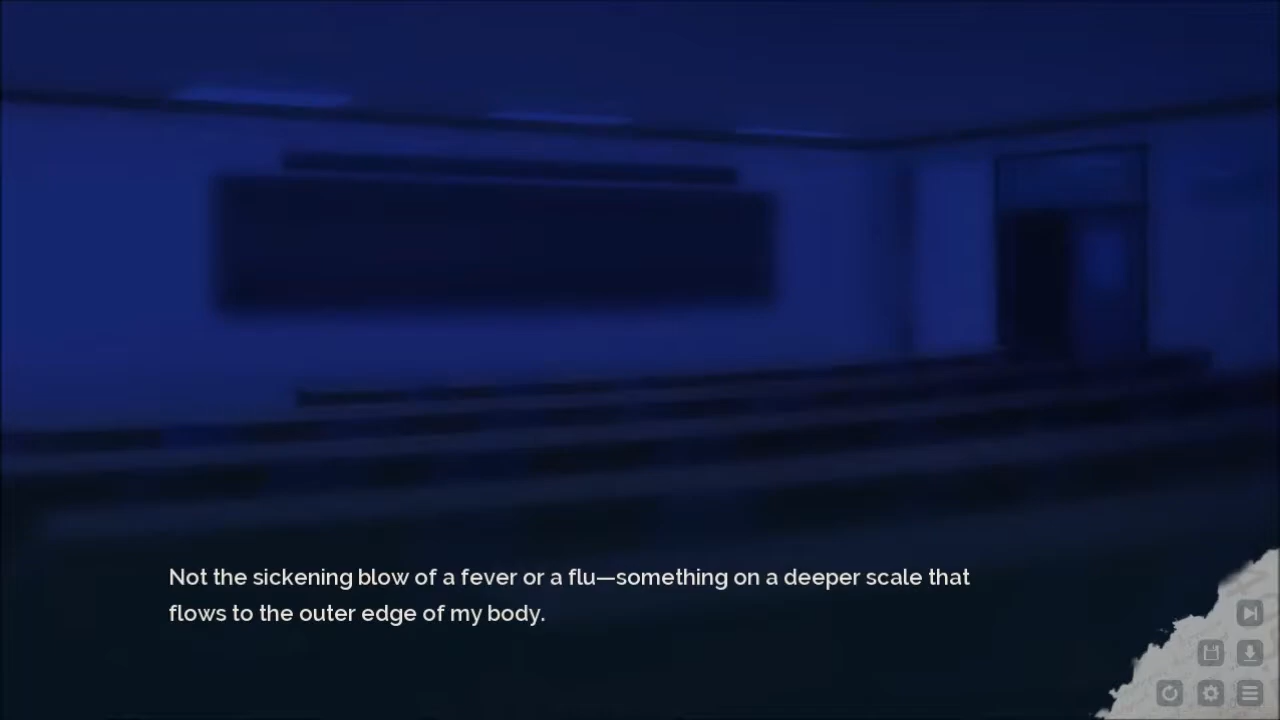 Not the sickening blow of a fever or a flu—something on a deeper scale that
flows to the outer edge of my body.